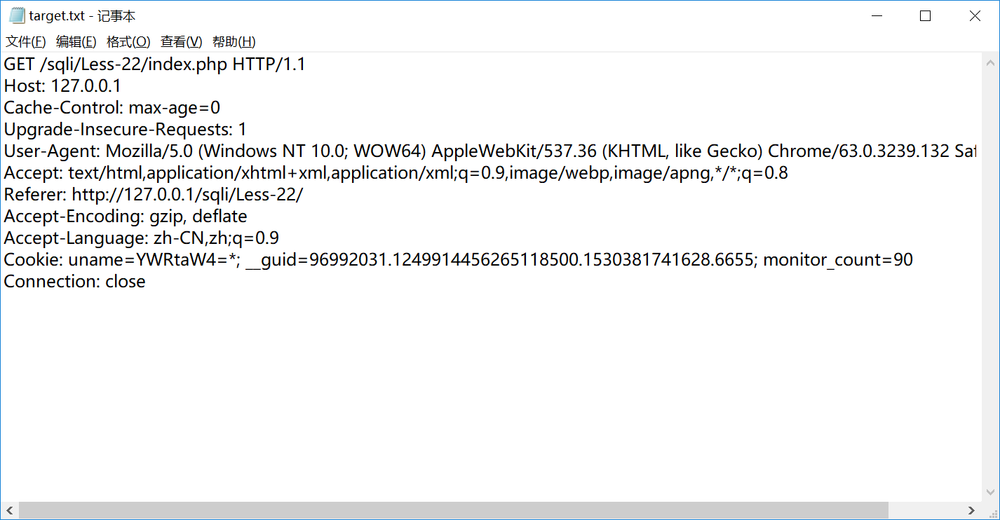 target.txt - 记事本
文件(F) 编辑(E) 格式(O) 查看(V) 帮助(H)
GET /sqli/Less-22/index.php HTTP/1.1
Host: 127.0.0.1
Cache-Control: max-age=0
Upgrade-Insecure-Requests: 1
User-Agent: Mozilla/5.0 (Windows NT 10.0; WOW64) AppleWebKit/537.36 (KHTML, like Gecko) Chrome/63.0.3239.132
Accept: text/html,application/xhtml+xml,application/xml;q=0.9,image/webp,image/apng,*/*;q=0.8
Referer: http://127.0.0.1/sqli/Less-22/
Accept-Encoding: gzip, deflate
Accept-Language: zh-CN,zh;q=0.9
Cookie: uname=YWRtaW4=*; __guid=96992031.1249914456265118500.1530381741628.6655; monitor_count=90
Connection: close